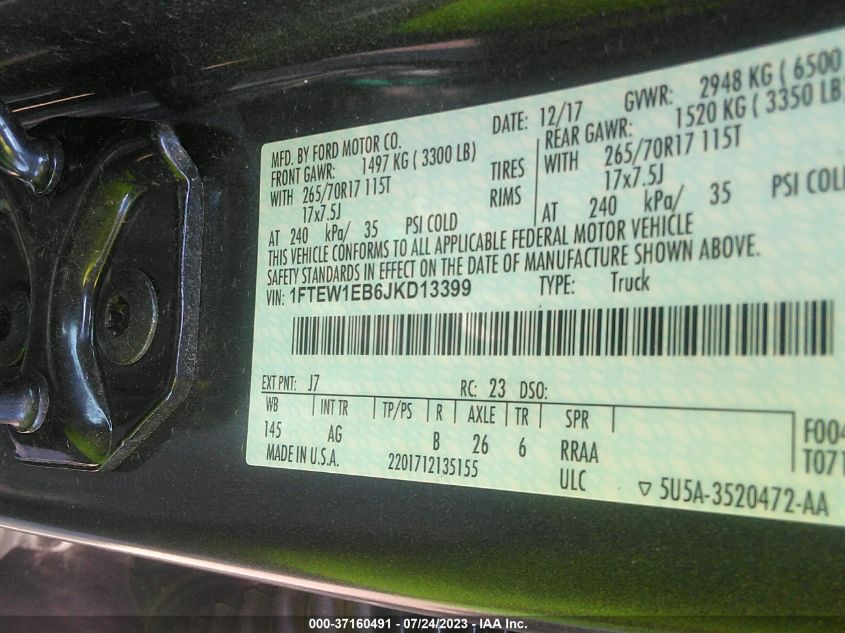 MFD. BY FORD MOTOR CO. DATE: 12/17 GVWR: 2948 KG ( 6500
FRONT GAWR: 1497 KG ( 3300 LB) REAR GAWR: 1520 KG ( 3350 LB)
WITH 265/70R17 115T TIRES WITH 265/70R17 115T
17x7.5J RIMS 17x7.5J
AT 240 kPa/ 35 PSI COLD AT 240 kPa/ 35 PSI COLD
THIS VEHICLE CONFORMS TO ALL APPLICABLE FEDERAL MOTOR VEHICLE
SAFETY STANDARDS IN EFFECT ON THE DATE OF MANUFACTURE SHOWN ABOVE.
VIN: 1FTEW1EB6JKD13399 TYPE: Truck
EXT PNT: J7 RC: 23 DSO:
WB INT TR TP/PS R AXLE TR SPR
145 AG B 26 6 RRAA F004
MADE IN U.S.A. 2201712135155 ULC T071
▽ 5U5A-3520472-AA
000-37160491 - 07/24/2023 - IAA Inc.